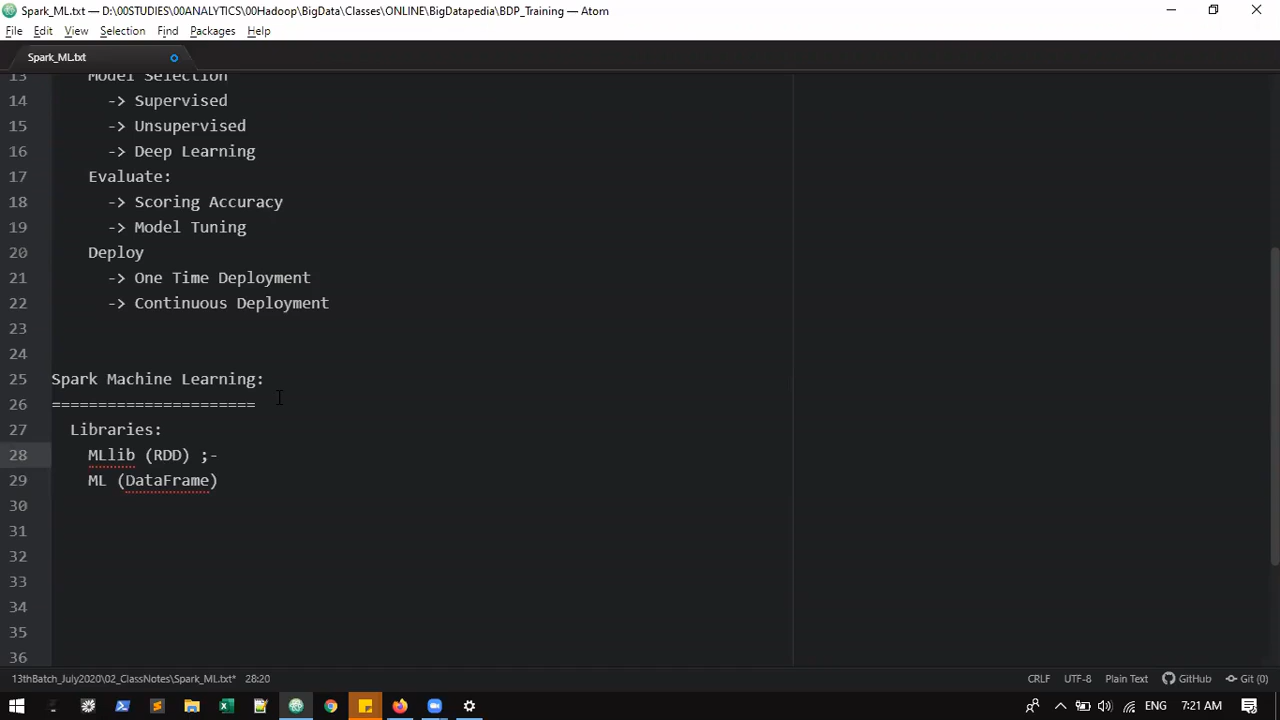 Spark_ML.txt — D:\00STUDIES\00ANALYTICS\00Hadoop\BigData\Classes\ONLINE\BigDatapedia\BDP_Training — Atom
File Edit View Selection Find Packages Help
Spark_ML.txt
13 Model Selection
14 -> Supervised
15 -> Unsupervised
16 -> Deep Learning
17 Evaluate:
18 -> Scoring Accuracy
19 -> Model Tuning
20 Deploy
21 -> One Time Deployment
22 -> Continuous Deployment
23
24
25 Spark Machine Learning:
26 ======================
27 Libraries:
28 MLlib (RDD) ;-
29 ML (DataFrame)
30
31
32
33
34
35
36
13thBatch_July2020\02_ClassNotes\Spark_ML.txt* 28:20 CRLF UTF-8 Plain Text GitHub Git (0)
ENG 7:21 AM